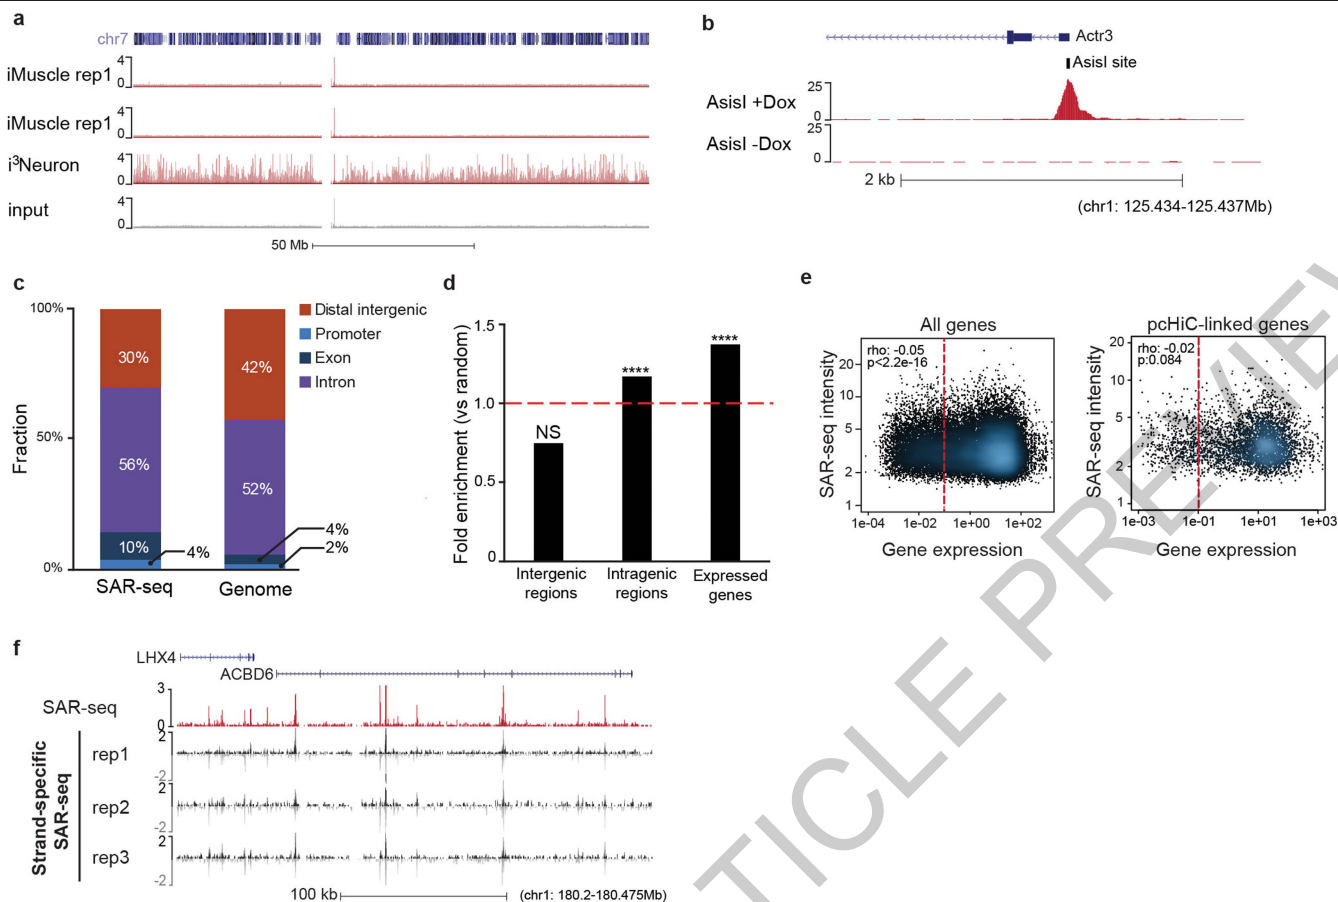 a
chr7
4
iMuscle rep1
0
4
iMuscle rep1
0
4
i³Neuron
0
4
input
0
50 Mb
b
Actr3
AsisI site
25
AsisI +Dox
0
25
AsisI -Dox
0
2 kb
(chr1: 125.434-125.437Mb)
c
Fraction
100%
50%
0%
30%
56%
10%
4%
42%
52%
4%
2%
SAR-seq
Genome
Distal intergenic
Promoter
Exon
Intron
d
Fold enrichment (vs random)
1.5
1.0
0.5
0
NS
****
****
Intergenic regions
Intragenic regions
Expressed genes
e
All genes
rho: -0.05
p<2.2e-16
SAR-seq intensity
20
10
5
2
1
1e-04 1e-02 1e+00 1e+02
Gene expression
pcHiC-linked genes
rho: -0.02
p:0.084
SAR-seq intensity
20
10
5
2
1
1e-03 1e-01 1e+01 1e+03
Gene expression
f
LHX4
ACBD6
3
SAR-seq
0
Strand-specific
SAR-seq
2
rep1
-2
2
rep2
-2
2
rep3
-2
100 kb
(chr1: 180.2-180.475Mb)
TICLE PREVIEW